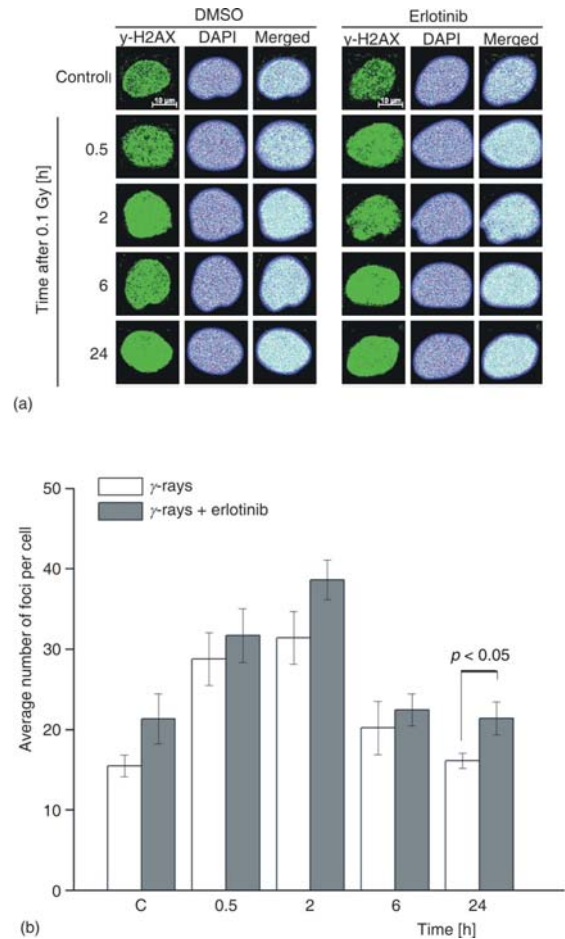 DMSO
Erlotinib
γ-H2AX DAPI Merged
γ-H2AX DAPI Merged
Control
10 μm
10 μm
0.5
2
6
24
Time after 0.1 Gy [h]
(a)
50
40
30
20
10
0
Average number of foci per cell
γ-rays
γ-rays + erlotinib
p < 0.05
C 0.5 2 6 24
Time [h]
(b)